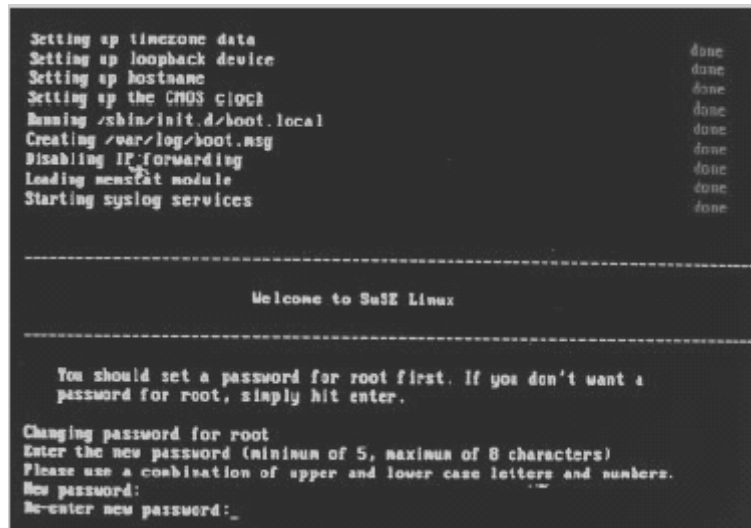 Setting up timezone data done
Setting up loopback device done
Setting up hostname done
Setting up the CMOS clock done
Running /sbin/init.d/boot.local done
Creating /var/log/boot.msg done
Disabling IP forwarding done
Loading memstat module done
Starting syslog services done
Welcome to SuSE Linux
You should set a password for root first. If you don't want a
password for root, simply hit enter.
Changing password for root
Enter the new password (minimum of 5, maximum of 8 characters)
Please use a combination of upper and lower case letters and numbers.
New password:
Re-enter new password:_